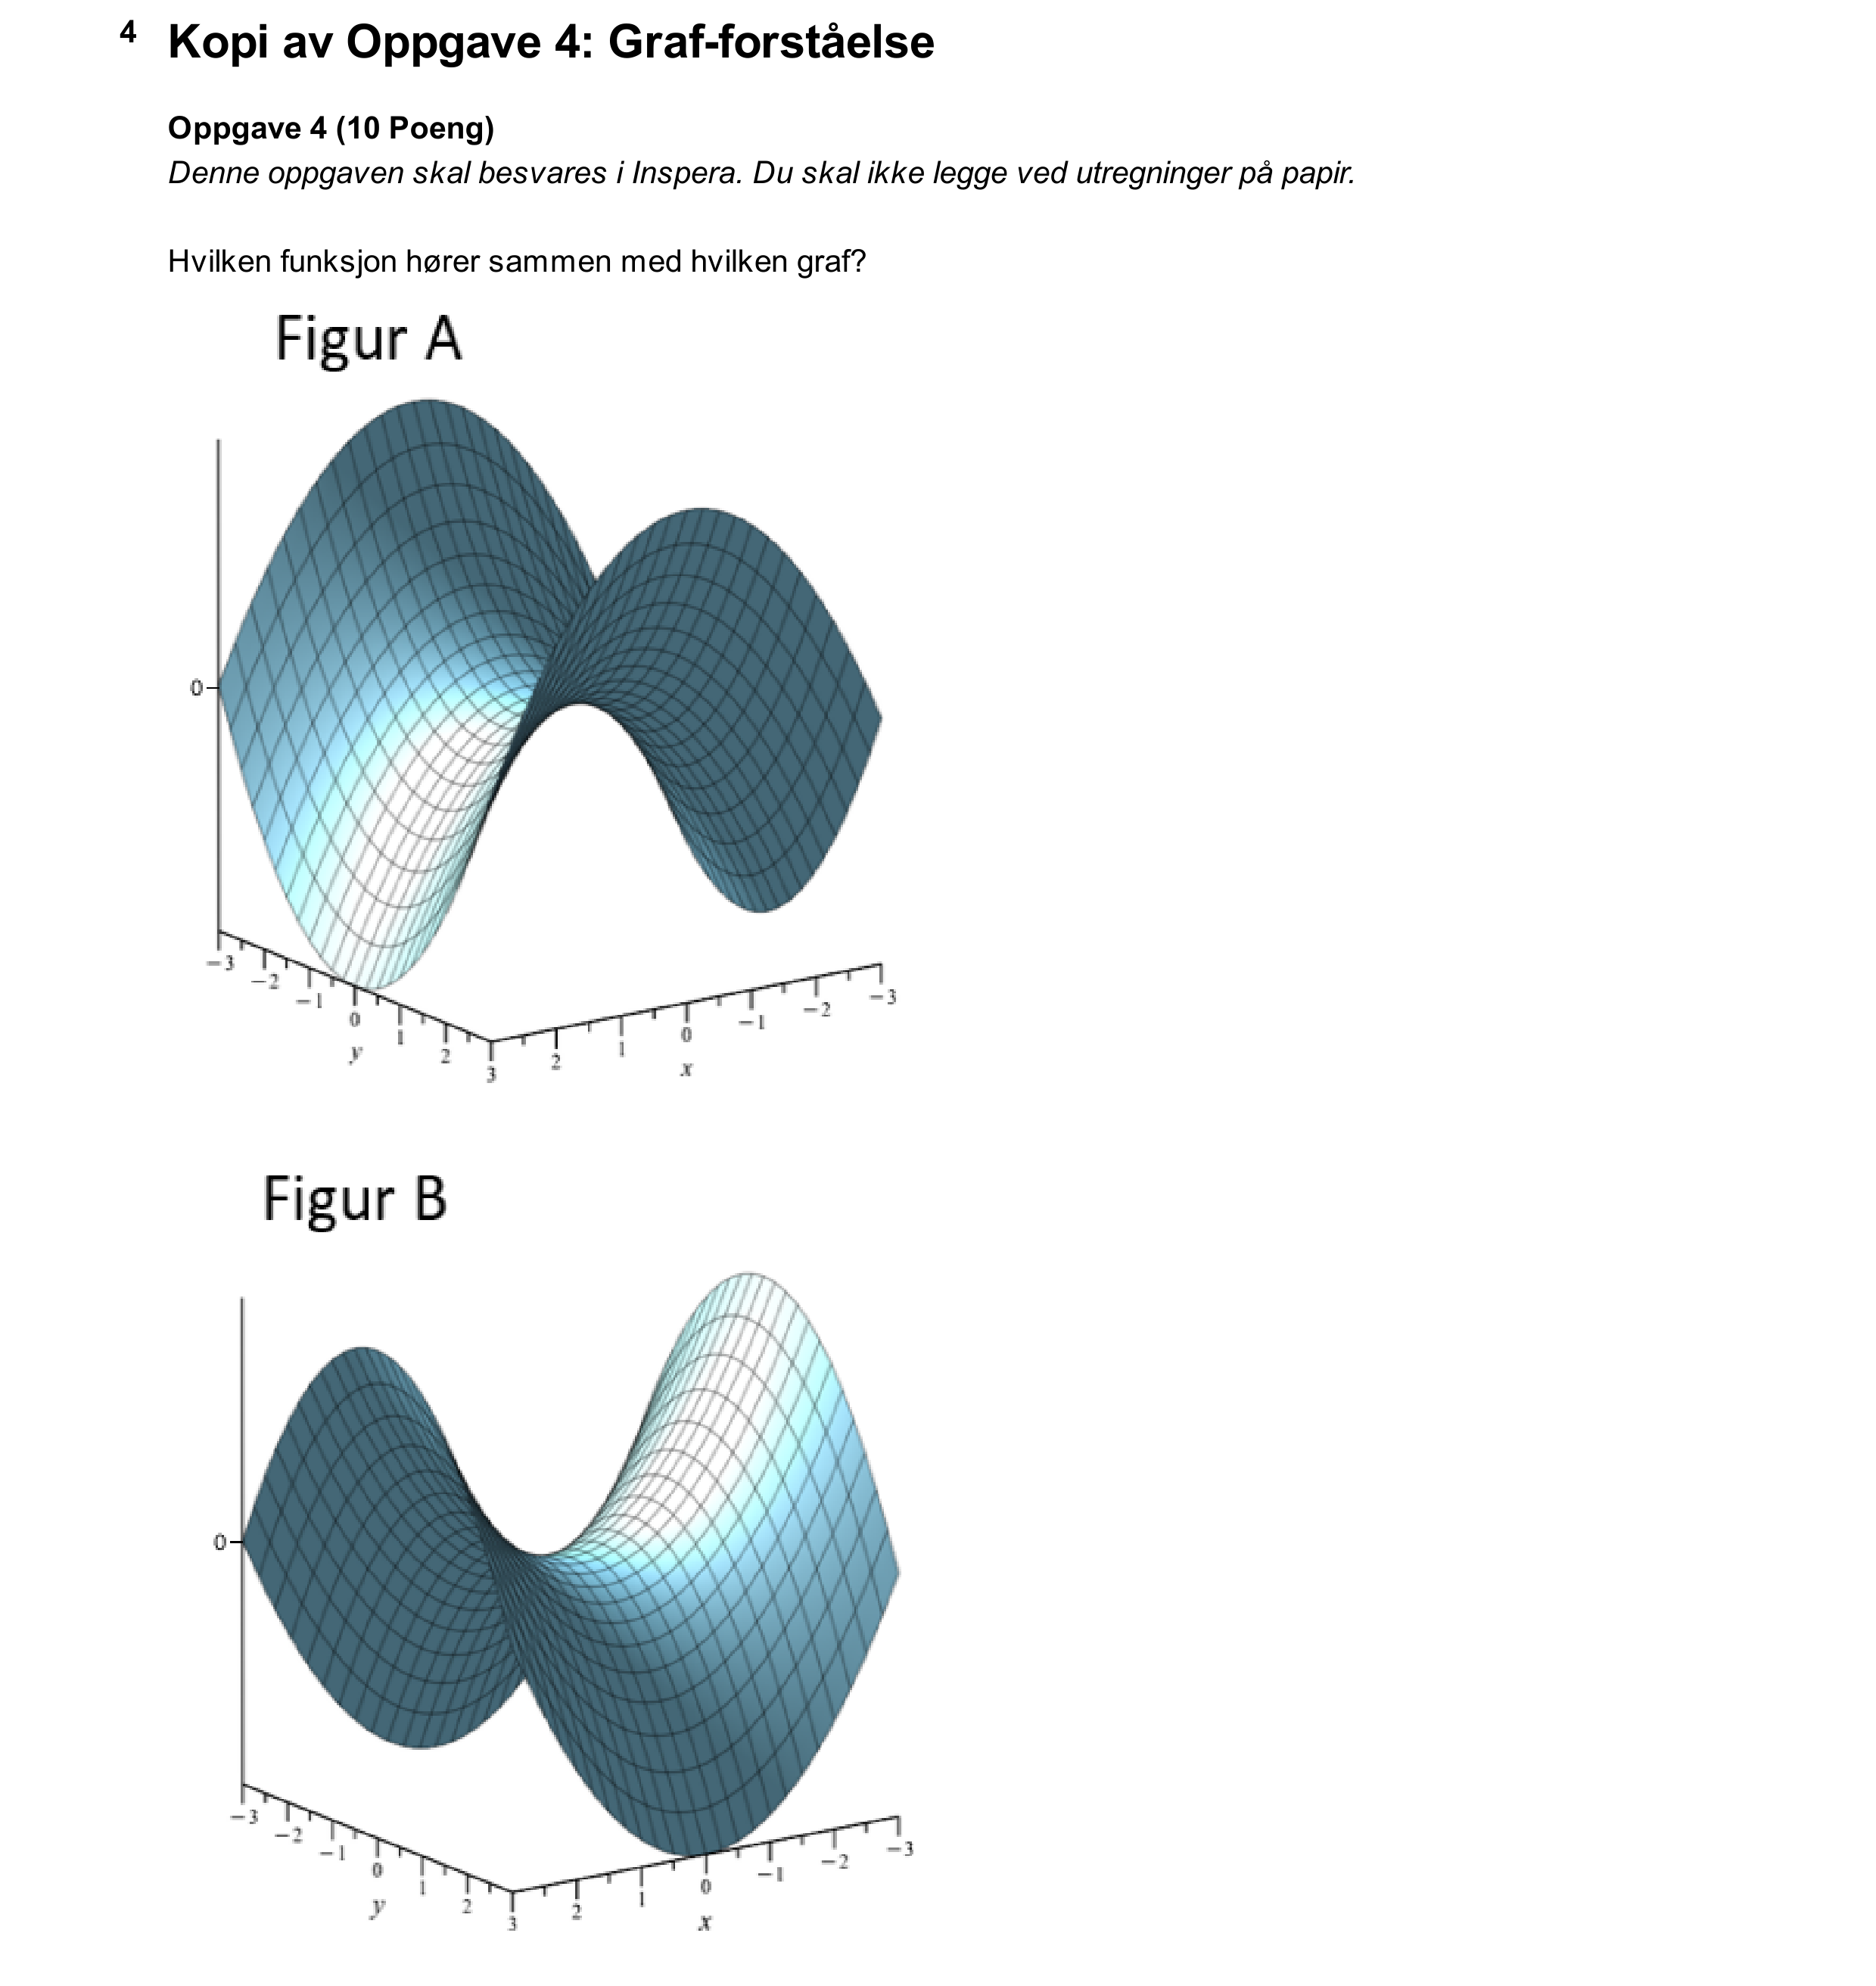 4 Kopi av Oppgave 4: Graf-forståelse
Oppgave 4 (10 Poeng)
Denne oppgaven skal besvares i Inspera. Du skal ikke legge ved utregninger på papir.
Hvilken funksjon hører sammen med hvilken graf?
Figur A
0
−3 −2 −1 0 1 2 3
y
2 1 0 −1 −2 −3
x
Figur B
0
−3 −2 −1 0 1 2 3
y
2 1 0 −1 −2 −3
x